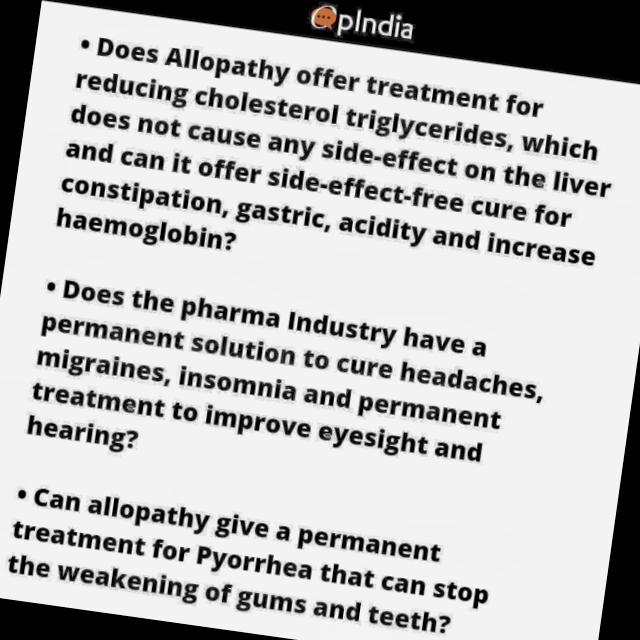 OpIndia
• Does Allopathy offer treatment for
reducing cholesterol triglycerides, which
does not cause any side-effect on the liver
and can it offer side-effect-free cure for
constipation, gastric, acidity and increase
haemoglobin?
• Does the pharma Industry have a
permanent solution to cure headaches,
migraines, insomnia and permanent
treatment to improve eyesight and
hearing?
• Can allopathy give a permanent
treatment for Pyorrhea that can stop
the weakening of gums and teeth?